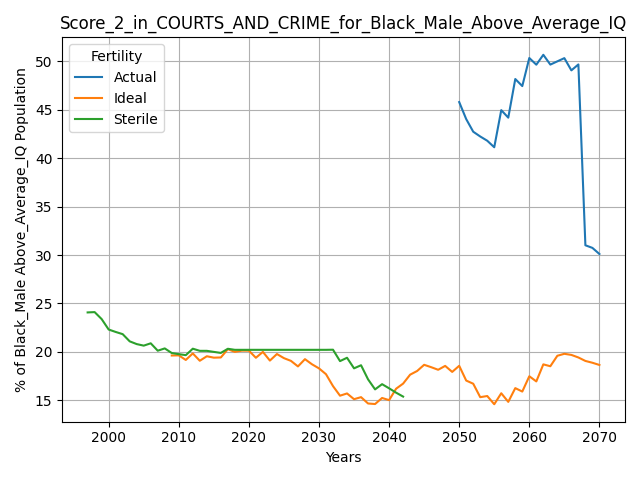 Score_2_in_COURTS_AND_CRIME_for_Black_Male_Above_Average_IQ
% of Black_Male Above_Average_IQ Population
50
45
40
35
30
25
20
15
Fertility
Actual
Ideal
Sterile
2000 2010 2020 2030 2040 2050 2060 2070
Years